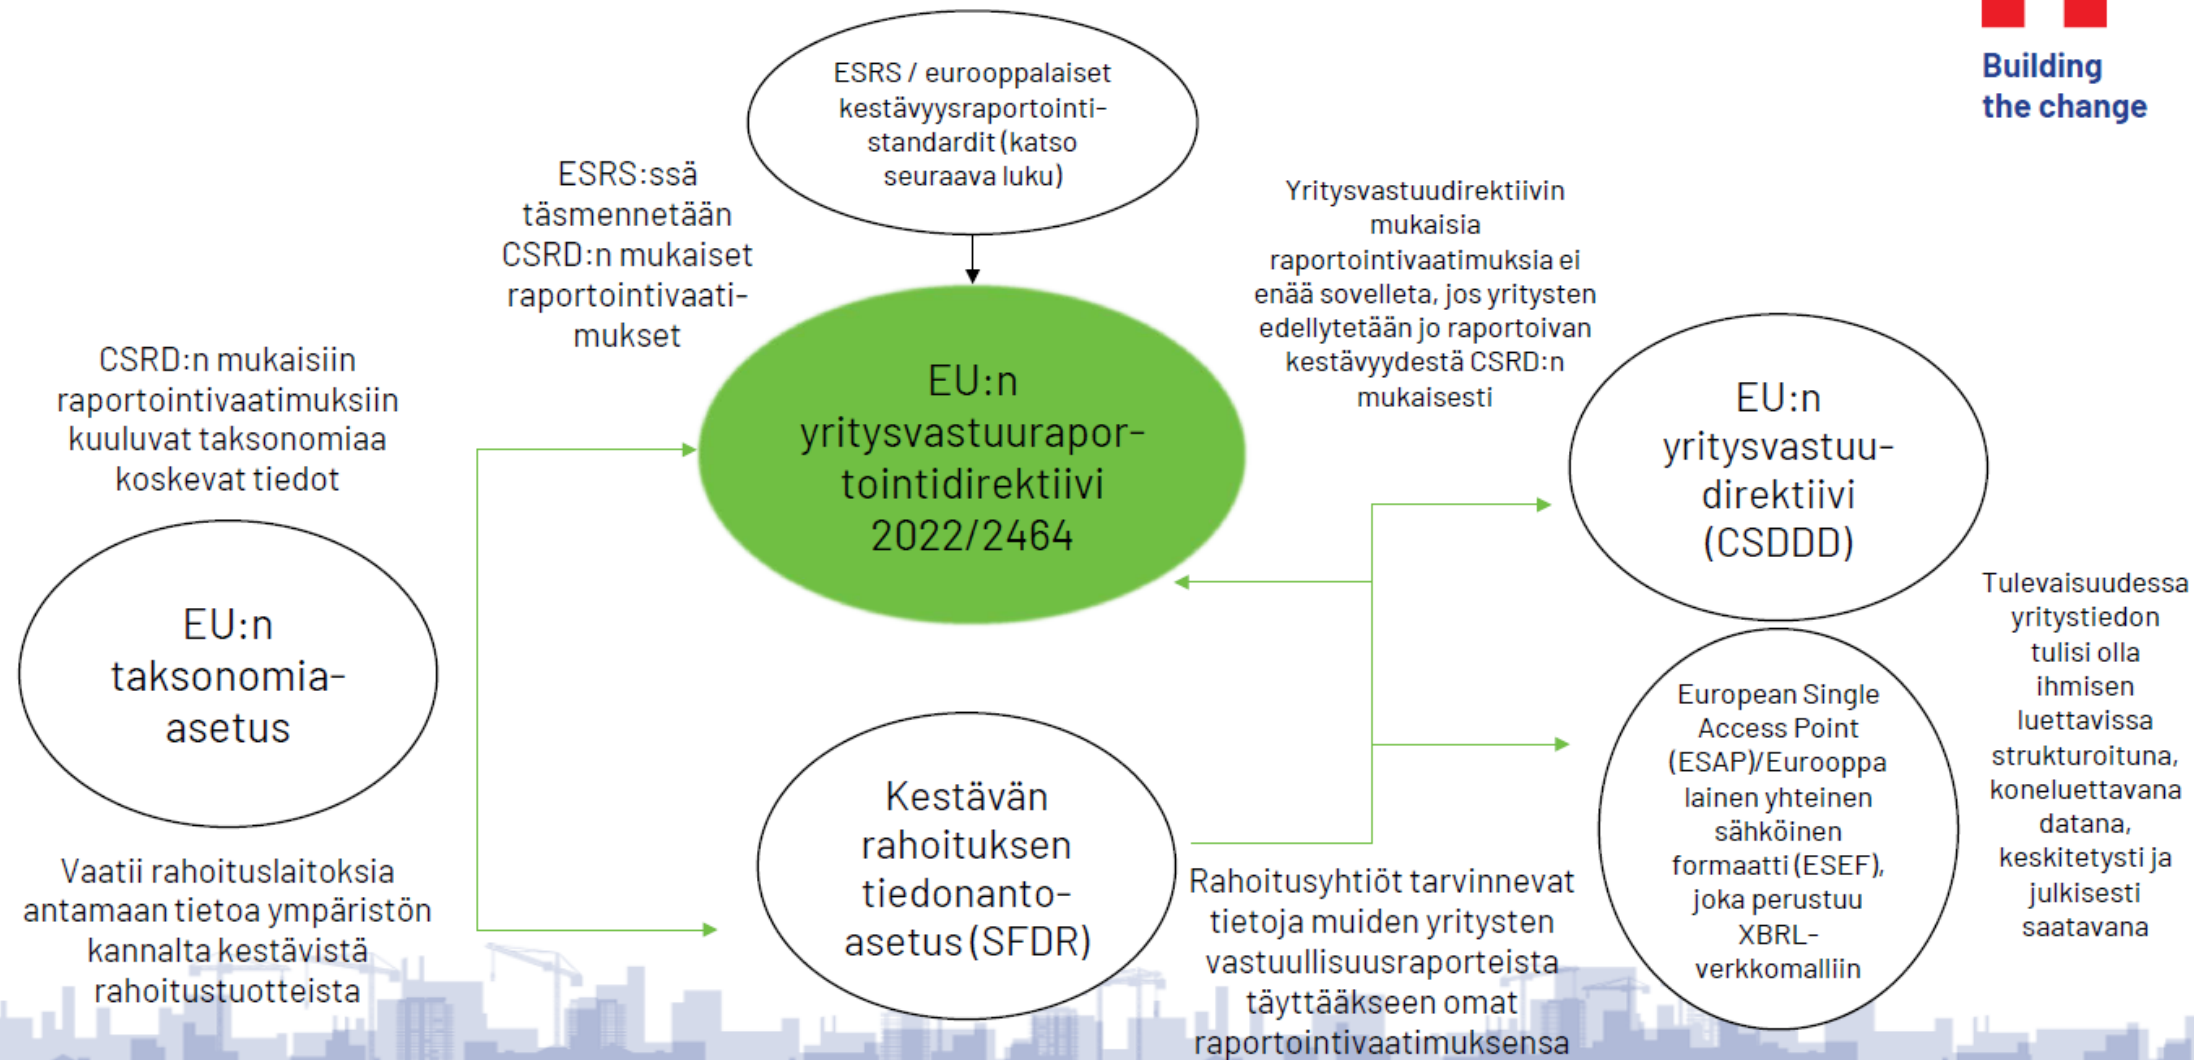 Building
the change
ESRS / eurooppalaiset
kestävyysraportointi-
standardit (katso
seuraava luku)
ESRS:ssä
täsmennetään
CSRD:n mukaiset
raportointivaati-
mukset
Yritysvastuudirektiivin
mukaisia
raportointivaatimuksia ei
enää sovelleta, jos yritysten
edellytetään jo raportoivan
kestävyydestä CSRD:n
mukaisesti
CSRD:n mukaisiin
raportointivaatimuksiin
kuuluvat taksonomiaa
koskevat tiedot
EU:n
yritysvastuurapor-
tointidirektiivi
2022/2464
EU:n
yritysvastuu-
direktiivi
(CSDDD)
EU:n
taksonomia-
asetus
Tulevaisuudessa
yritystiedon
tulisi olla
ihmisen
luettavissa
strukturoituna,
koneluettavana
datana,
keskitetysti ja
julkisesti
saatavana
European Single
Access Point
(ESAP)/Eurooppa
lainen yhteinen
sähköinen
formaatti (ESEF),
joka perustuu
XBRL-
verkkomalliin
Kestävän
rahoituksen
tiedonanto-
asetus (SFDR)
Vaatii rahoituslaitoksia
antamaan tietoa ympäristön
kannalta kestävistä
rahoitustuotteista
Rahoitusyhtiöt tarvinnevat
tietoja muiden yritysten
vastuullisuusraporteista
täyttääkseen omat
raportointivaatimuksensa